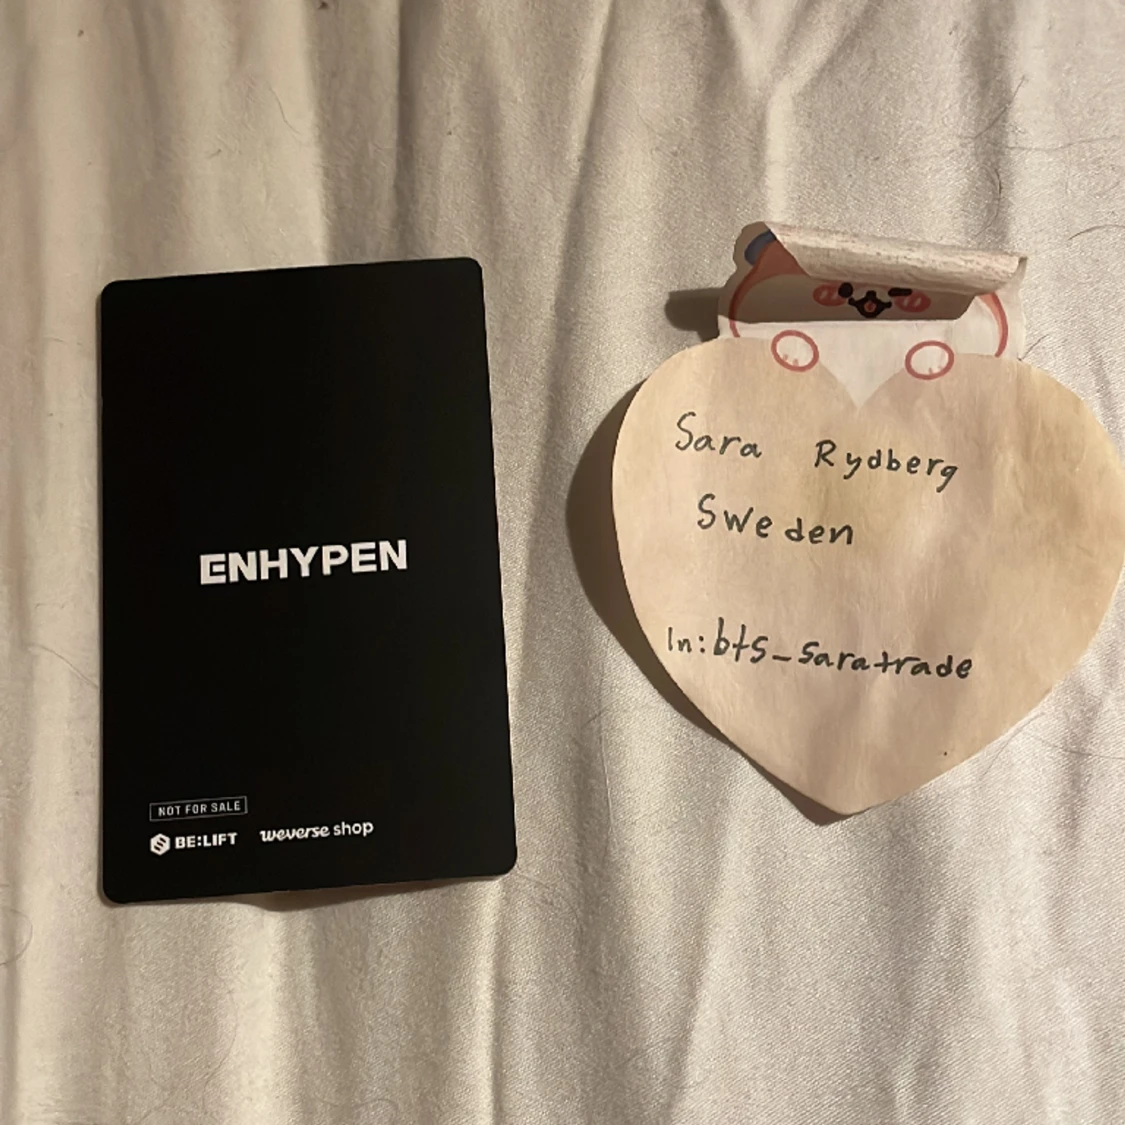 ENHYPEN
NOT FOR SALE
BE:LIFT weverse shop
Sara Rydberg
Sweden
In: bts_saratrade